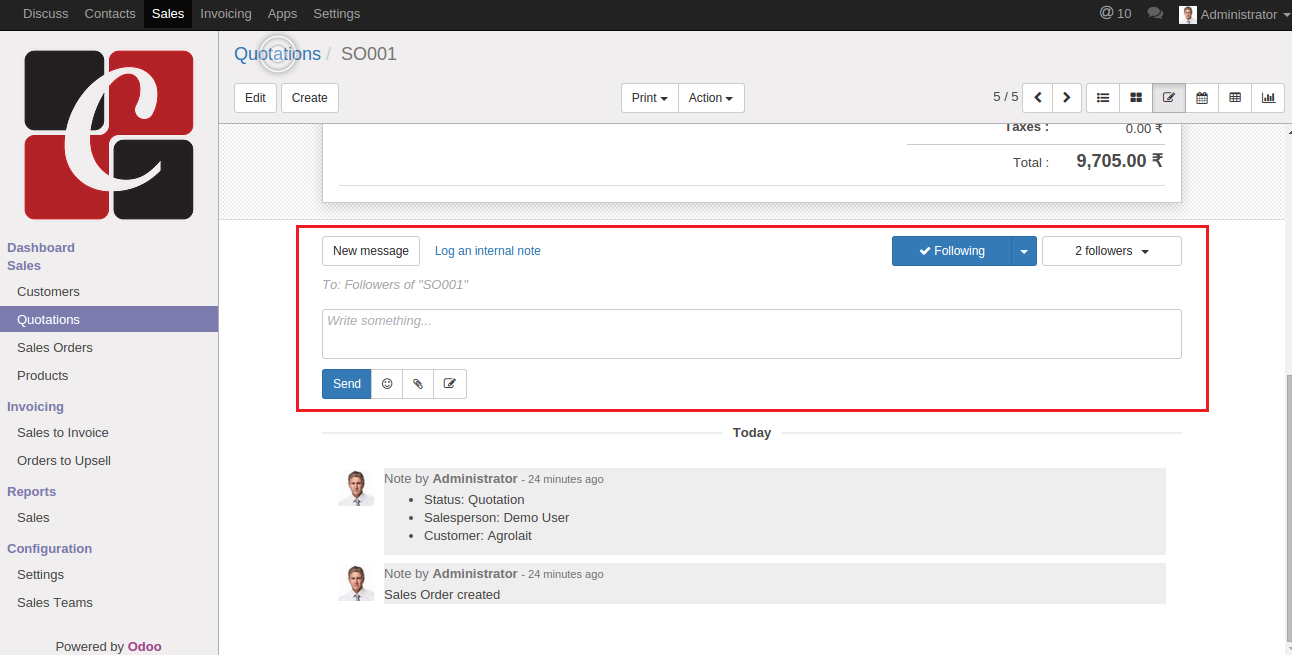 Discuss Contacts Sales Invoicing Apps Settings @ 10 Administrator
Quotations / SO001
Edit Create Print Action 5 / 5
C
Dashboard
Sales
Customers
Quotations
Sales Orders
Products
Invoicing
Sales to Invoice
Orders to Upsell
Reports
Sales
Configuration
Settings
Sales Teams
Powered by Odoo
Taxes : 0.00 ₹
Total : 9,705.00 ₹
New message Log an internal note Following 2 followers
To: Followers of "SO001"
Write something...
Send
Today
Note by Administrator - 24 minutes ago
• Status: Quotation
• Salesperson: Demo User
• Customer: Agrolait
Note by Administrator - 24 minutes ago
Sales Order created